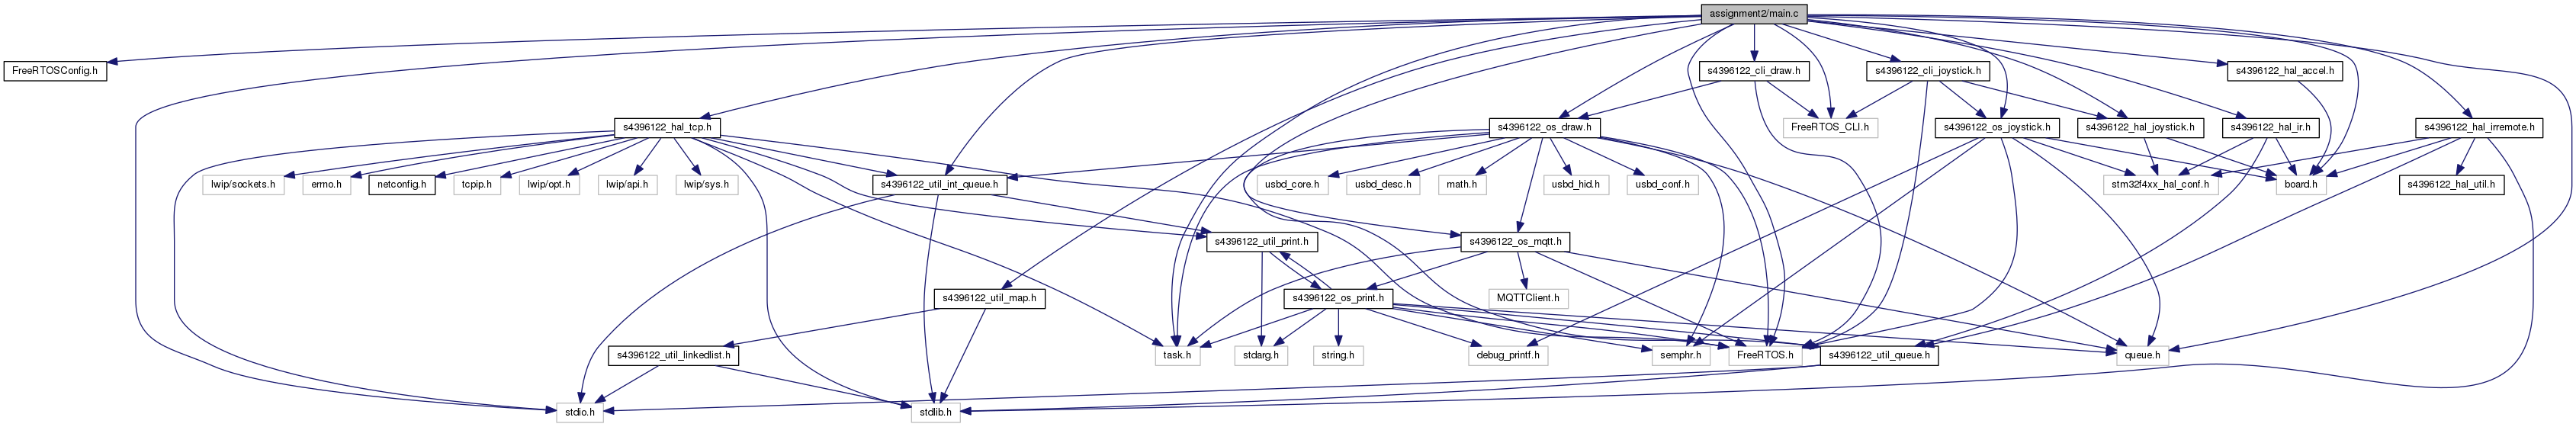 assignment2/main.c
FreeRTOSConfig.h
s4396122_cli_draw.h
s4396122_cli_joystick.h
s4396122_hal_accel.h
s4396122_hal_tcp.h
s4396122_os_draw.h
FreeRTOS_CLI.h
s4396122_os_joystick.h
s4396122_hal_joystick.h
s4396122_hal_ir.h
s4396122_hal_irremote.h
lwip/sockets.h
errno.h
netconfig.h
tcpip.h
lwip/opt.h
lwip/api.h
lwip/sys.h
s4396122_util_int_queue.h
usbd_core.h
usbd_desc.h
math.h
usbd_hid.h
usbd_conf.h
stm32f4xx_hal_conf.h
board.h
s4396122_hal_util.h
s4396122_util_print.h
s4396122_os_mqtt.h
s4396122_util_map.h
s4396122_os_print.h
MQTTClient.h
s4396122_util_linkedlist.h
task.h
stdarg.h
string.h
debug_printf.h
semphr.h
FreeRTOS.h
s4396122_util_queue.h
queue.h
stdio.h
stdlib.h